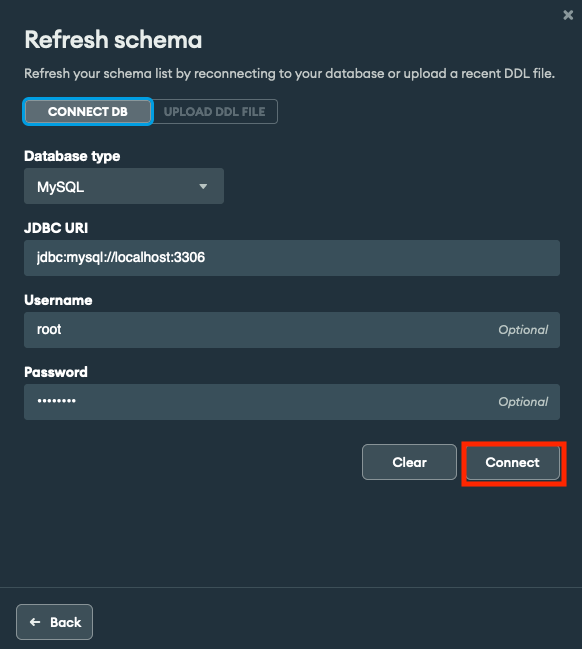 Refresh schema
Refresh your schema list by reconnecting to your database or upload a recent DDL file.
CONNECT DB UPLOAD DDL FILE
Database type
MySQL
JDBC URI
jdbc:mysql://localhost:3306
Username
root Optional
Password
•••••••• Optional
Clear Connect
← Back